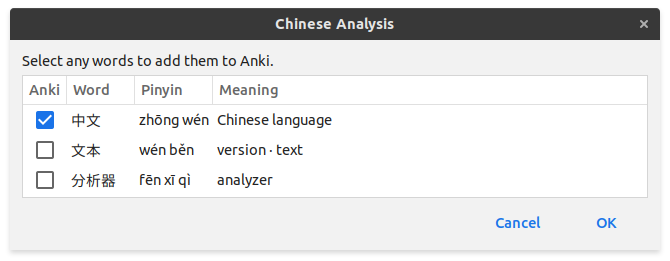 Chinese Analysis
Select any words to add them to Anki.
Anki Word Pinyin Meaning
中文 zhōng wén Chinese language
文本 wén běn version · text
分析器 fēn xī qì analyzer
Cancel OK